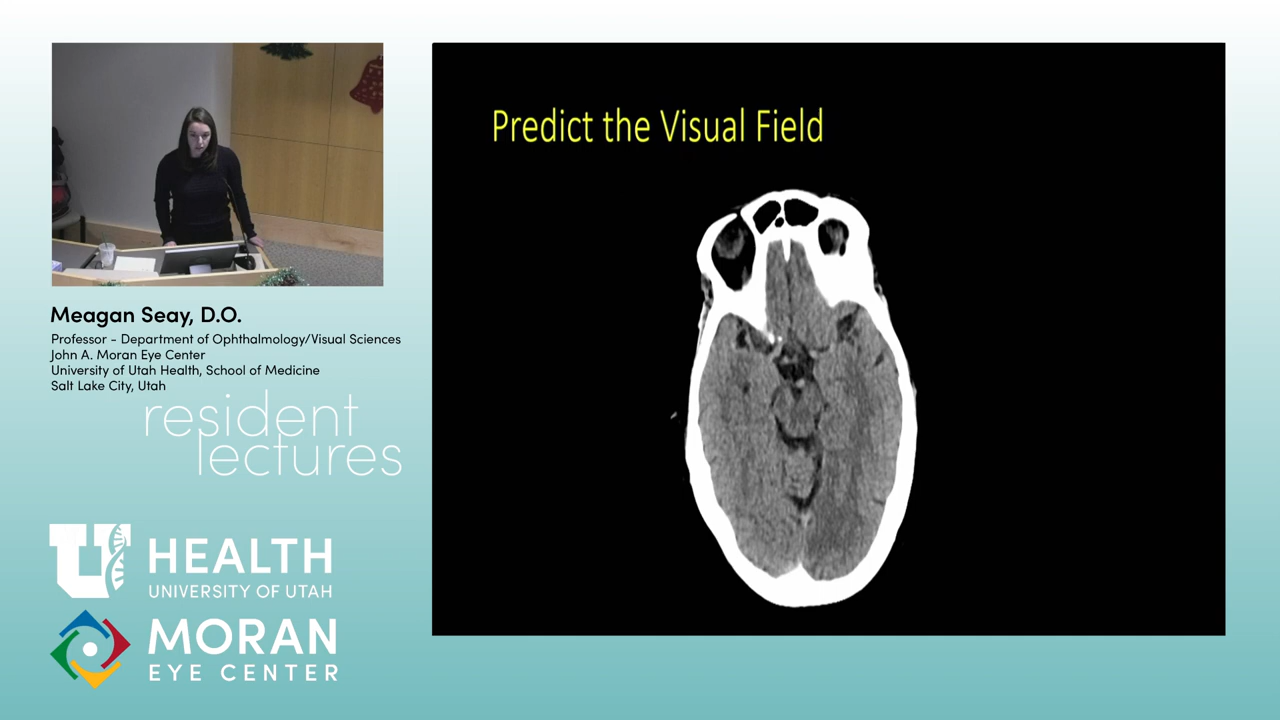 Predict the Visual Field
Meagan Seay, D.O.
Professor - Department of Ophthalmology/Visual Sciences
John A. Moran Eye Center
University of Utah Health, School of Medicine
Salt Lake City, Utah
resident
lectures
U HEALTH
UNIVERSITY OF UTAH
MORAN
EYE CENTER